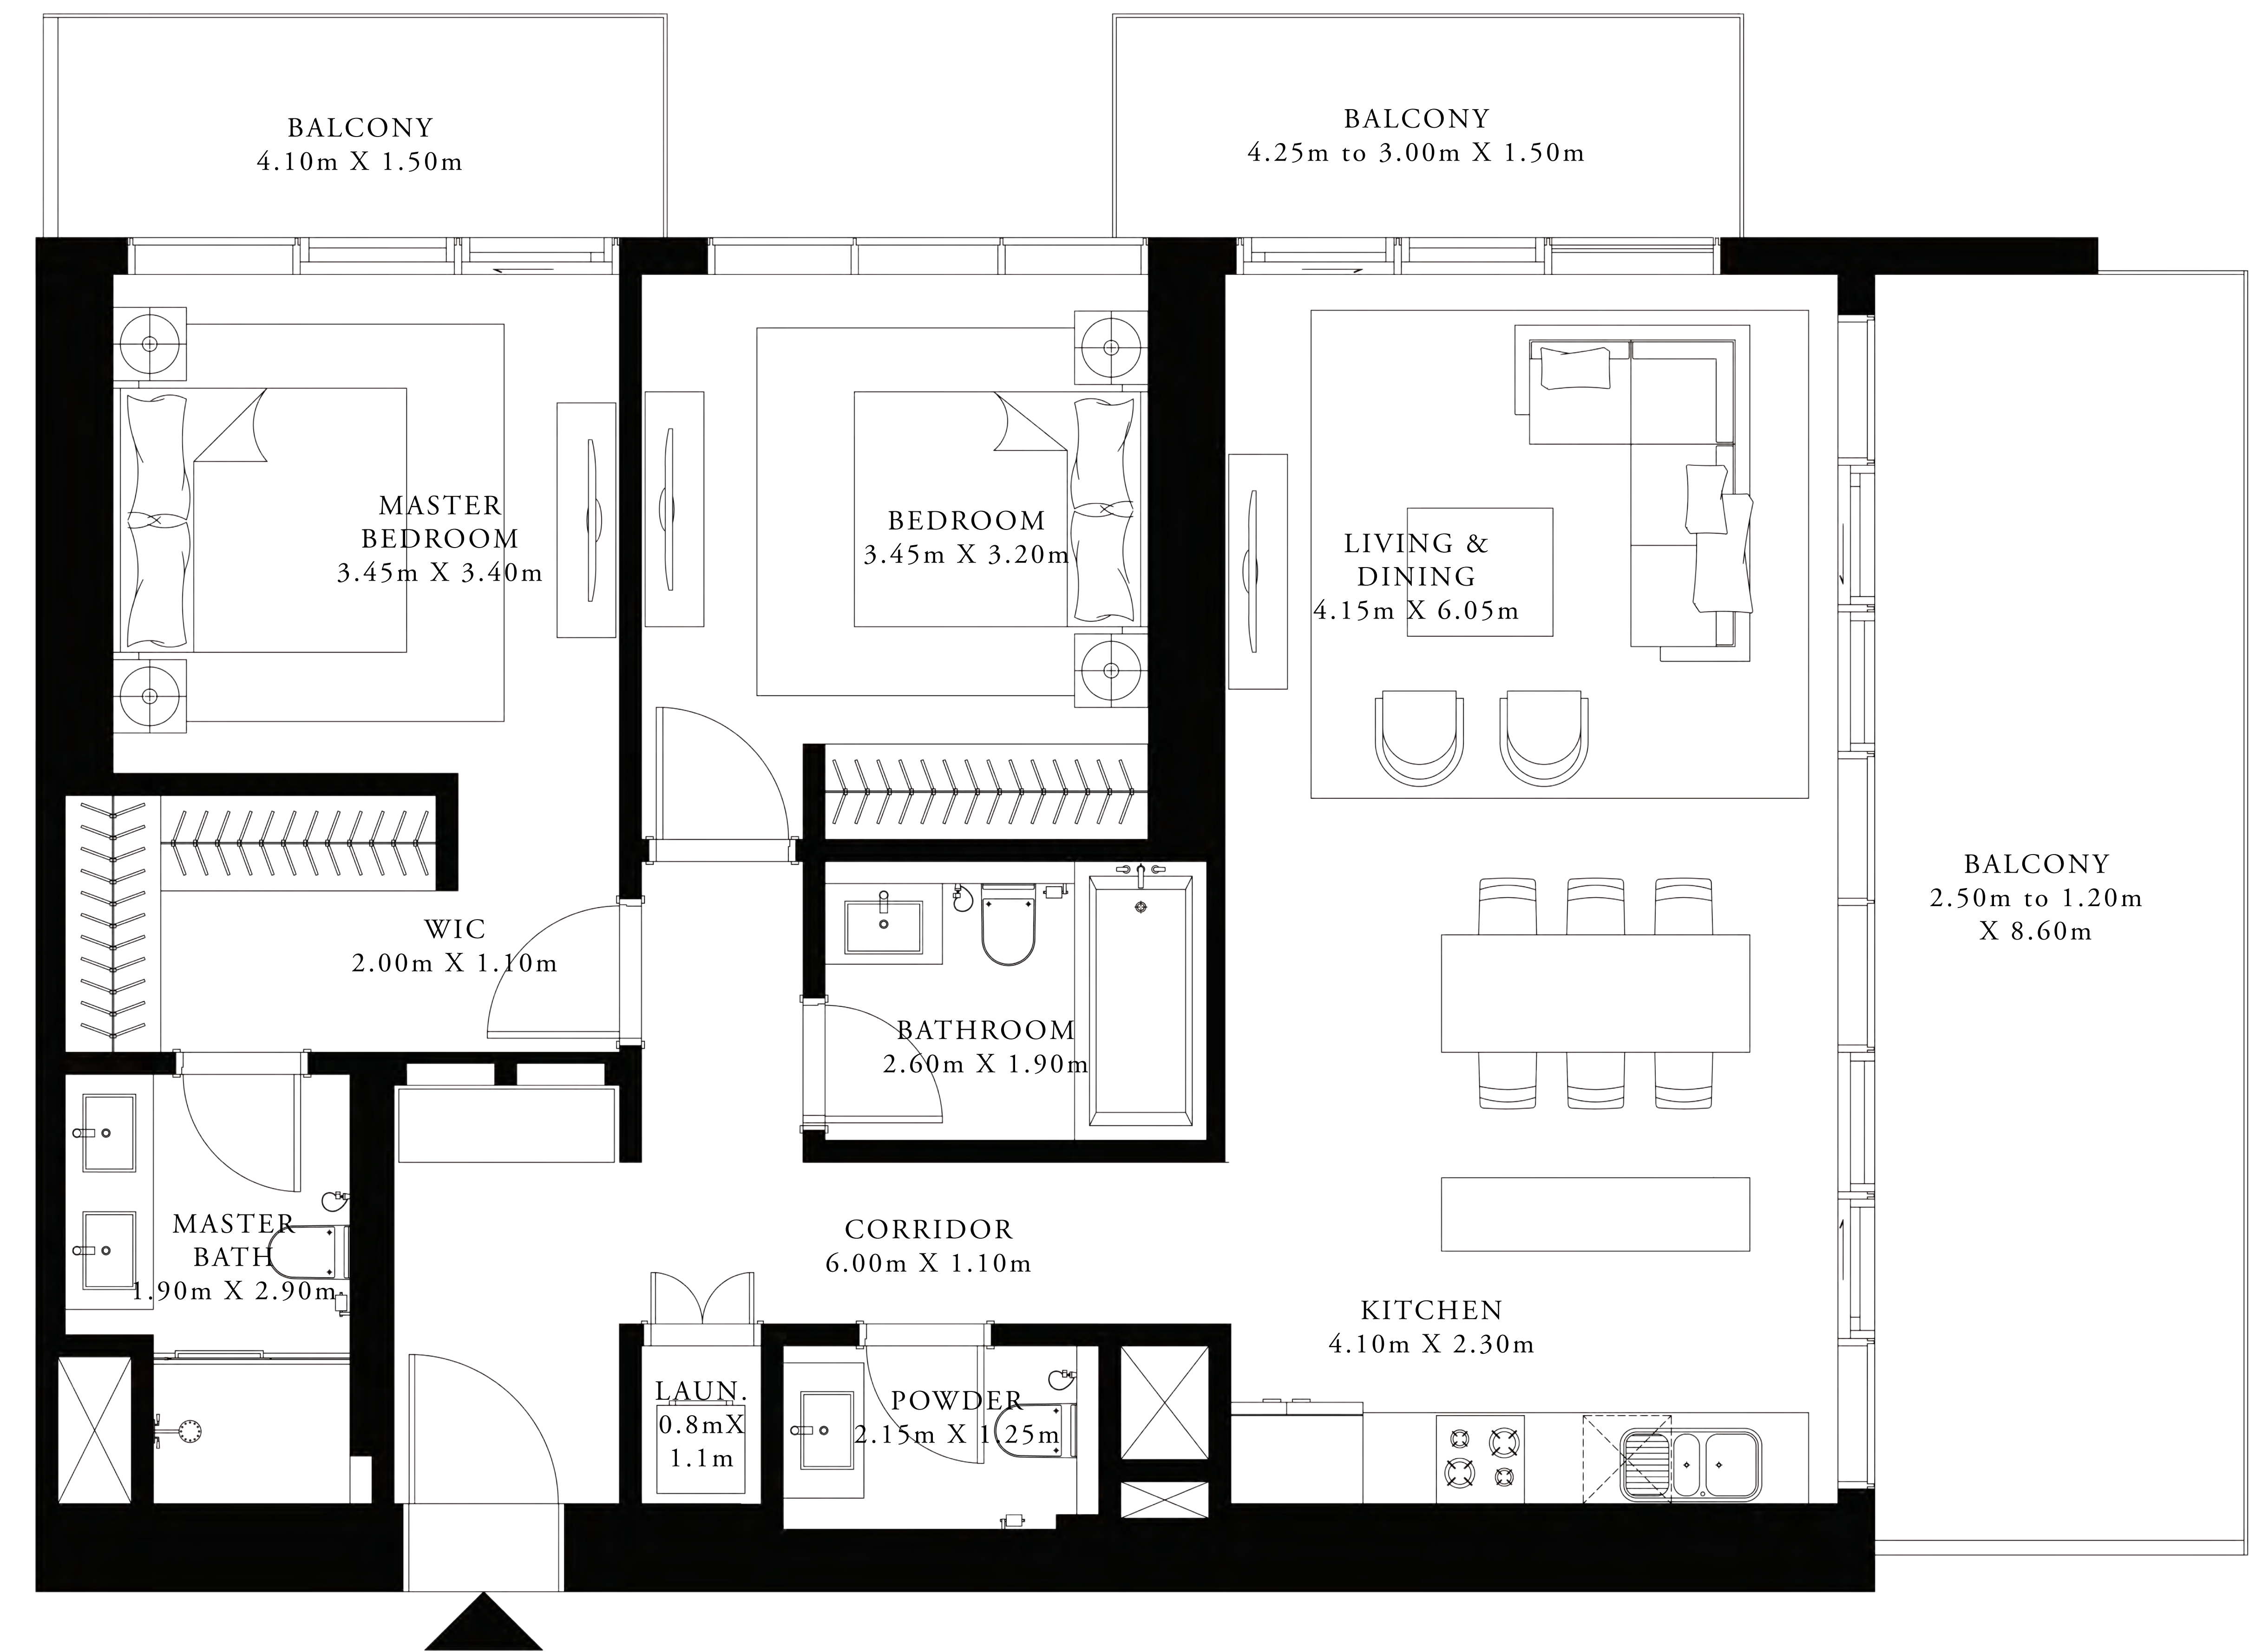 BALCONY
4.10m X 1.50m
BALCONY
4.25m to 3.00m X 1.50m
MASTER
BEDROOM
3.45m X 3.40m
BEDROOM
3.45m X 3.20m
LIVING &
DINING
4.15m X 6.05m
BALCONY
2.50m to 1.20m
X 8.60m
WIC
2.00m X 1.10m
BATHROOM
2.60m X 1.90m
MASTER
BATH
1.90m X 2.90m
CORRIDOR
6.00m X 1.10m
KITCHEN
4.10m X 2.30m
LAUN.
0.8mX
1.1m
POWDER
2.15m X 1.25m